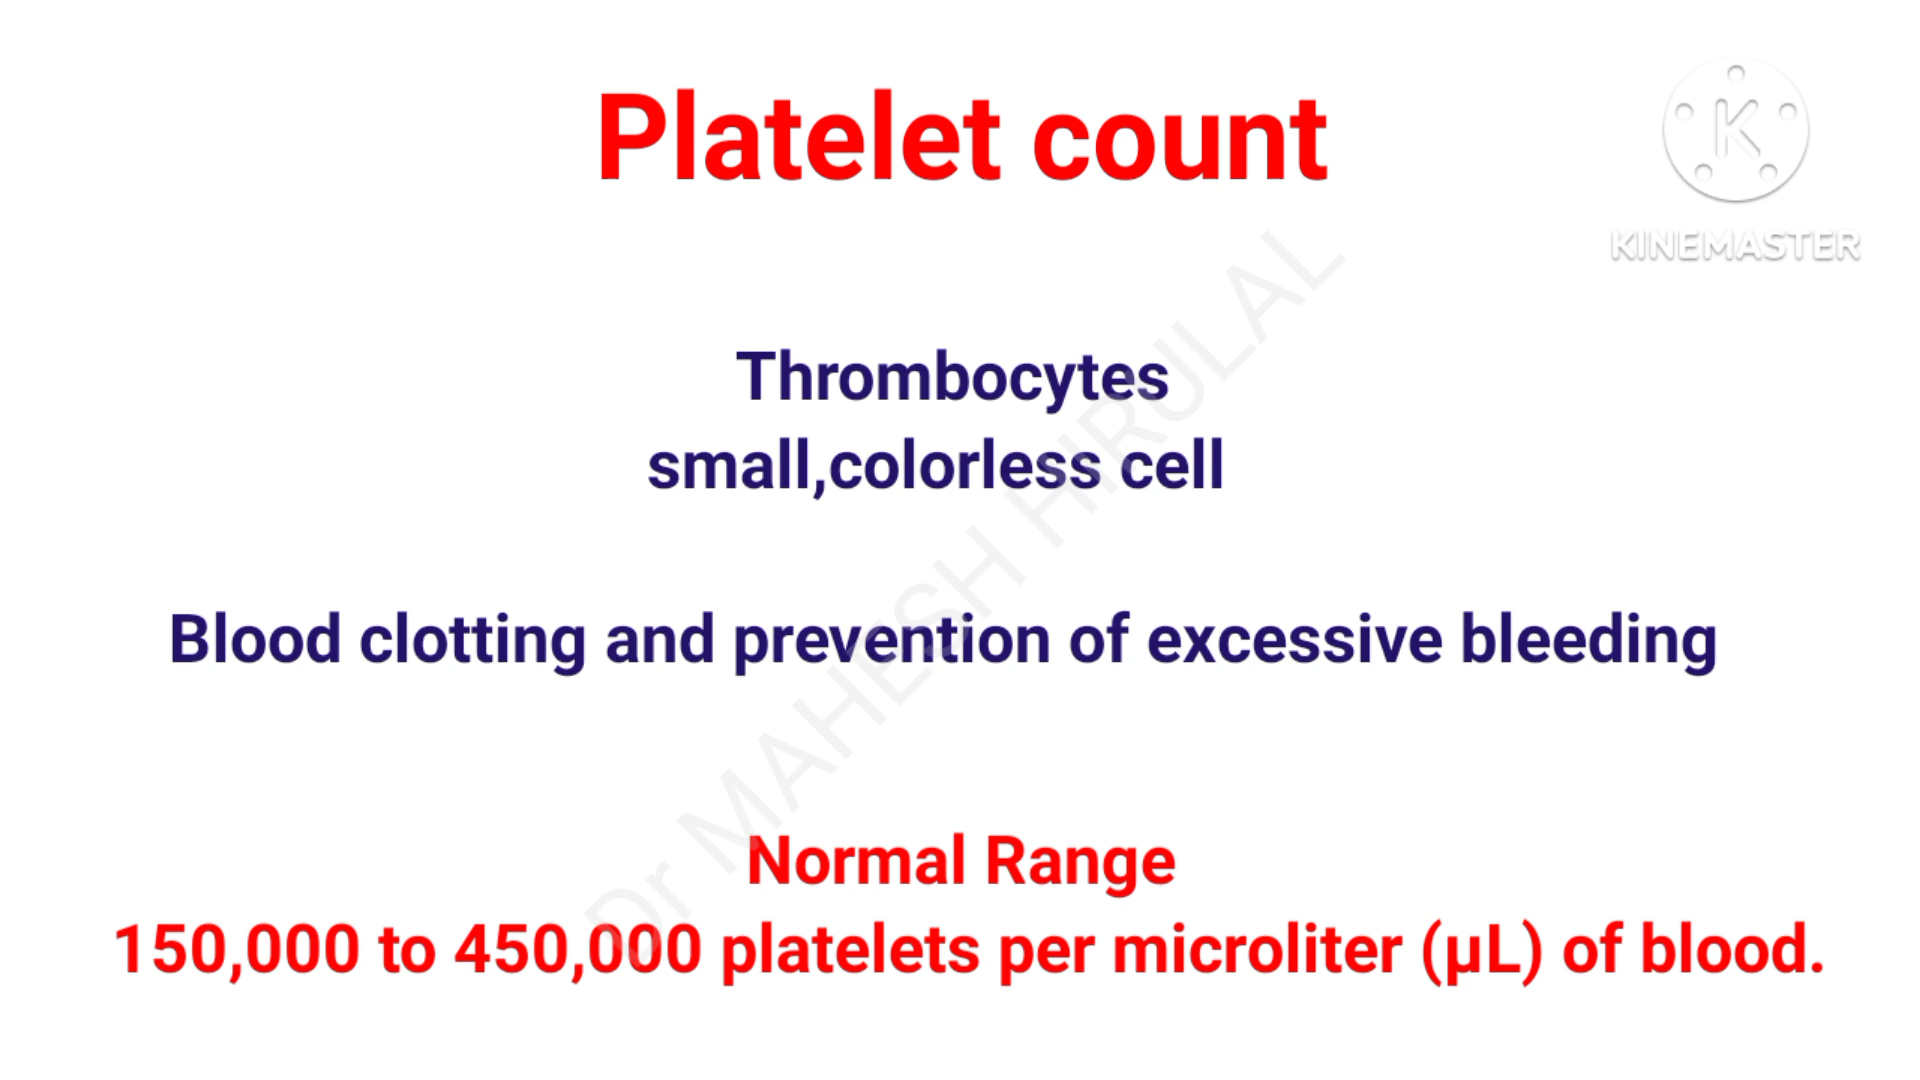 Platelet count
K
KINEMASTER
Thrombocytes
small,colorless cell
Blood clotting and prevention of excessive bleeding
Dr MAHESH HIRULAL
Normal Range
150,000 to 450,000 platelets per microliter (µL) of blood.